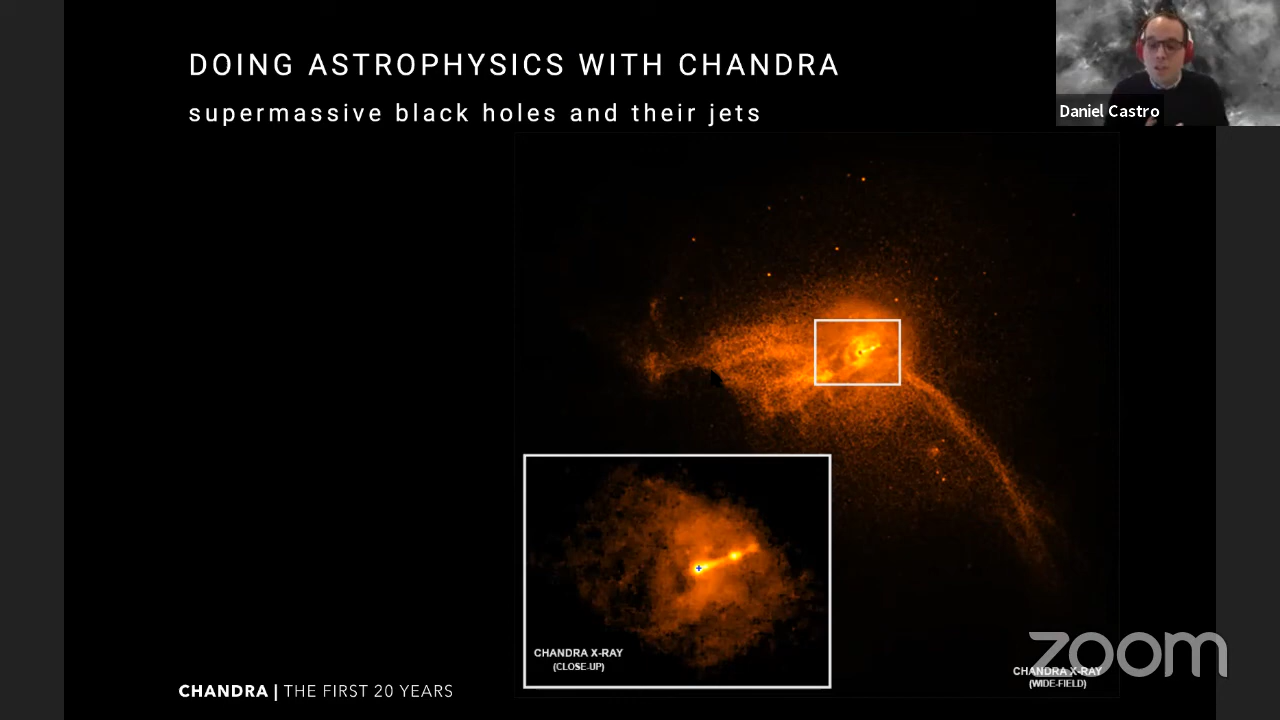 DOING ASTROPHYSICS WITH CHANDRA
supermassive black holes and their jets
Daniel Castro
CHANDRA X-RAY
(CLOSE-UP)
CHANDRA X-RAY
(WIDE-FIELD)
zoom
CHANDRA | THE FIRST 20 YEARS